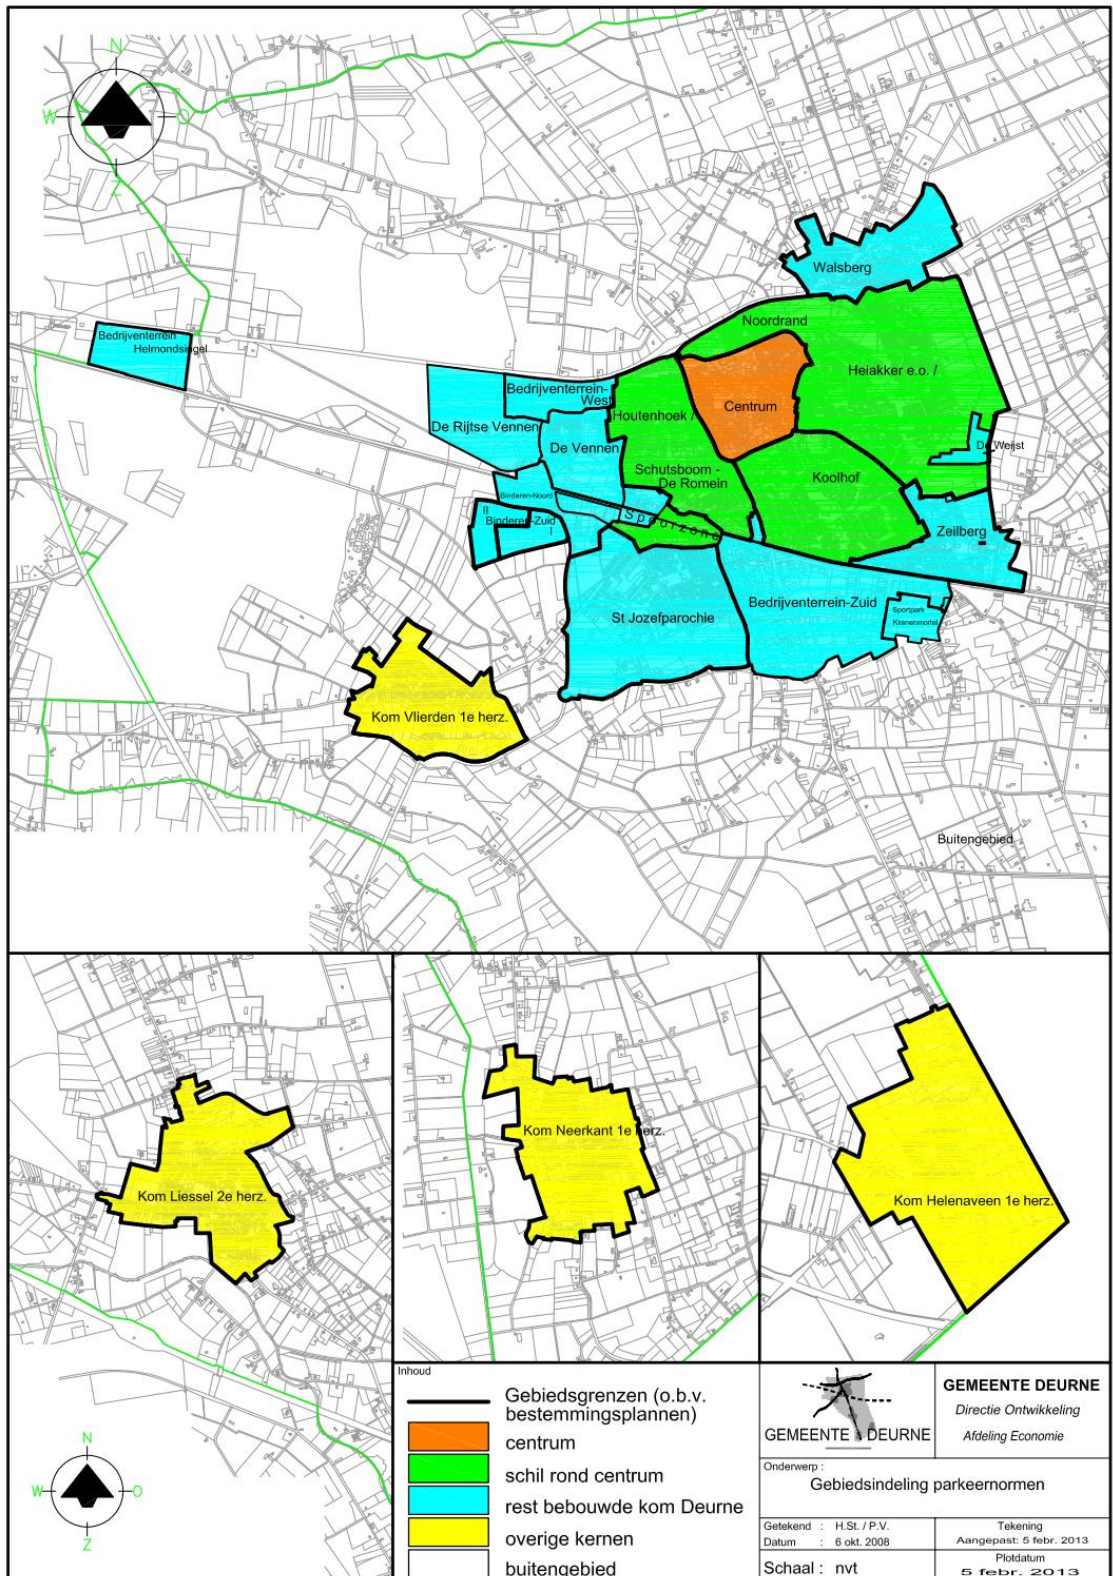 N
W
O
Z
Walsberg
Noordrand
Bedrijventerrein
Helmondsingel
Heiakker e.o. /
Bedrijventerrein-
West
Centrum
Houtenhoek /
De Rijtse Vennen
De Vennen
De Weijst
Schutsboom -
De Romein
Koolhof
Binderen-Noord
II
Binderen-Zuid
I
Spoorzone
Zeilberg
Bedrijventerrein-Zuid
Sportpark
Kranenmortel
St Jozefparochie
Kom Vlierden 1e herz.
Buitengebied
Kom Neerkant 1e herz.
Kom Liessel 2e herz.
Kom Helenaveen 1e herz.
N
W
O
Z
Inhoud
Gebiedsgrenzen (o.b.v.
bestemmingsplannen)
centrum
schil rond centrum
rest bebouwde kom Deurne
overige kernen
buitengebied
GEMEENTE DEURNE
GEMEENTE DEURNE
Directie Ontwikkeling
Afdeling Economie
Onderwerp :
Gebiedsindeling parkeernormen
Getekend : H.St. / P.V.
Datum : 6 okt. 2008
Tekening
Aangepast: 5 febr. 2013
Schaal : nvt
Plotdatum
5 febr. 2013